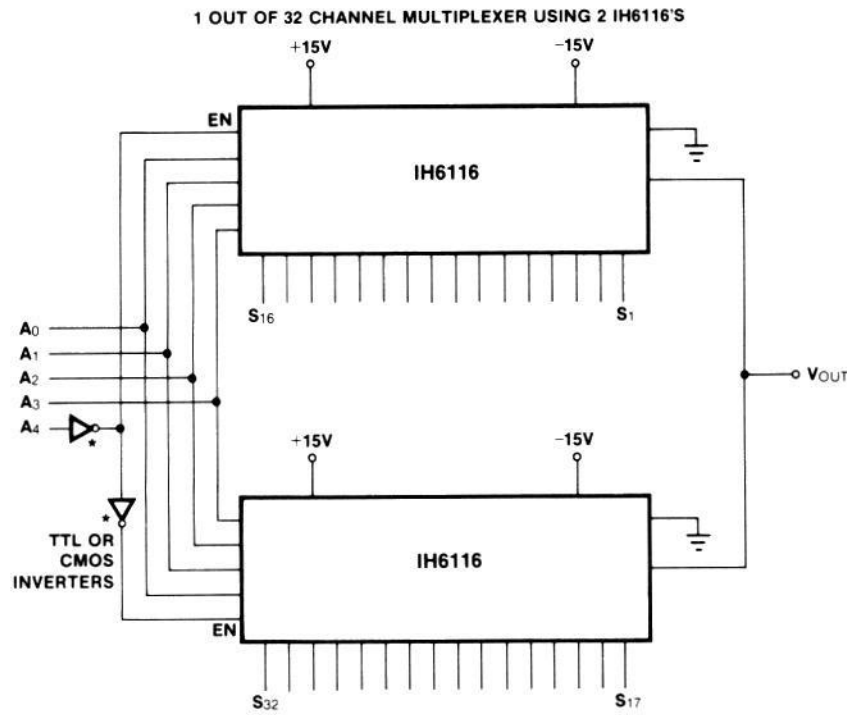 1 OUT OF 32 CHANNEL MULTIPLEXER USING 2 IH6116'S
+15V
-15V
EN
IH6116
S16
S1
A0
A1
A2
A3
A4
*
VOUT
+15V
-15V
*
TTL OR
CMOS
INVERTERS
IH6116
EN
S32
S17